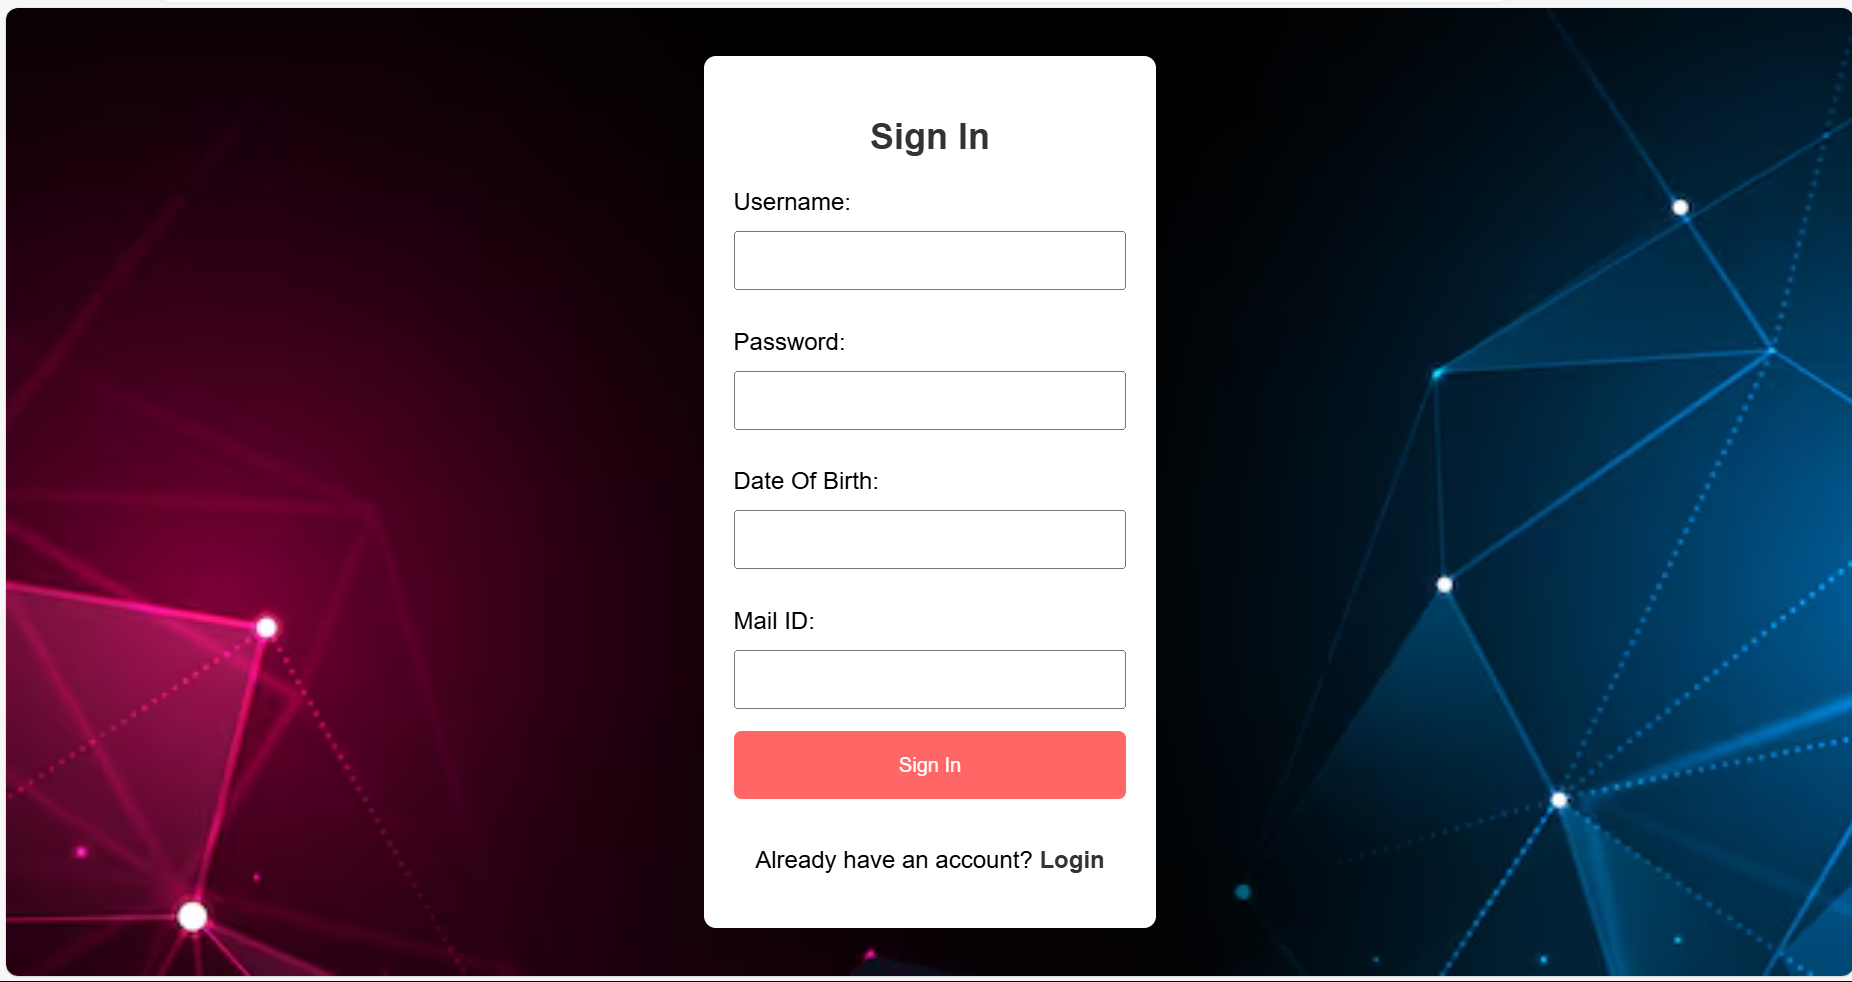 Sign In
Username:
Password:
Date Of Birth:
Mail ID:
Sign In
Already have an account? Login